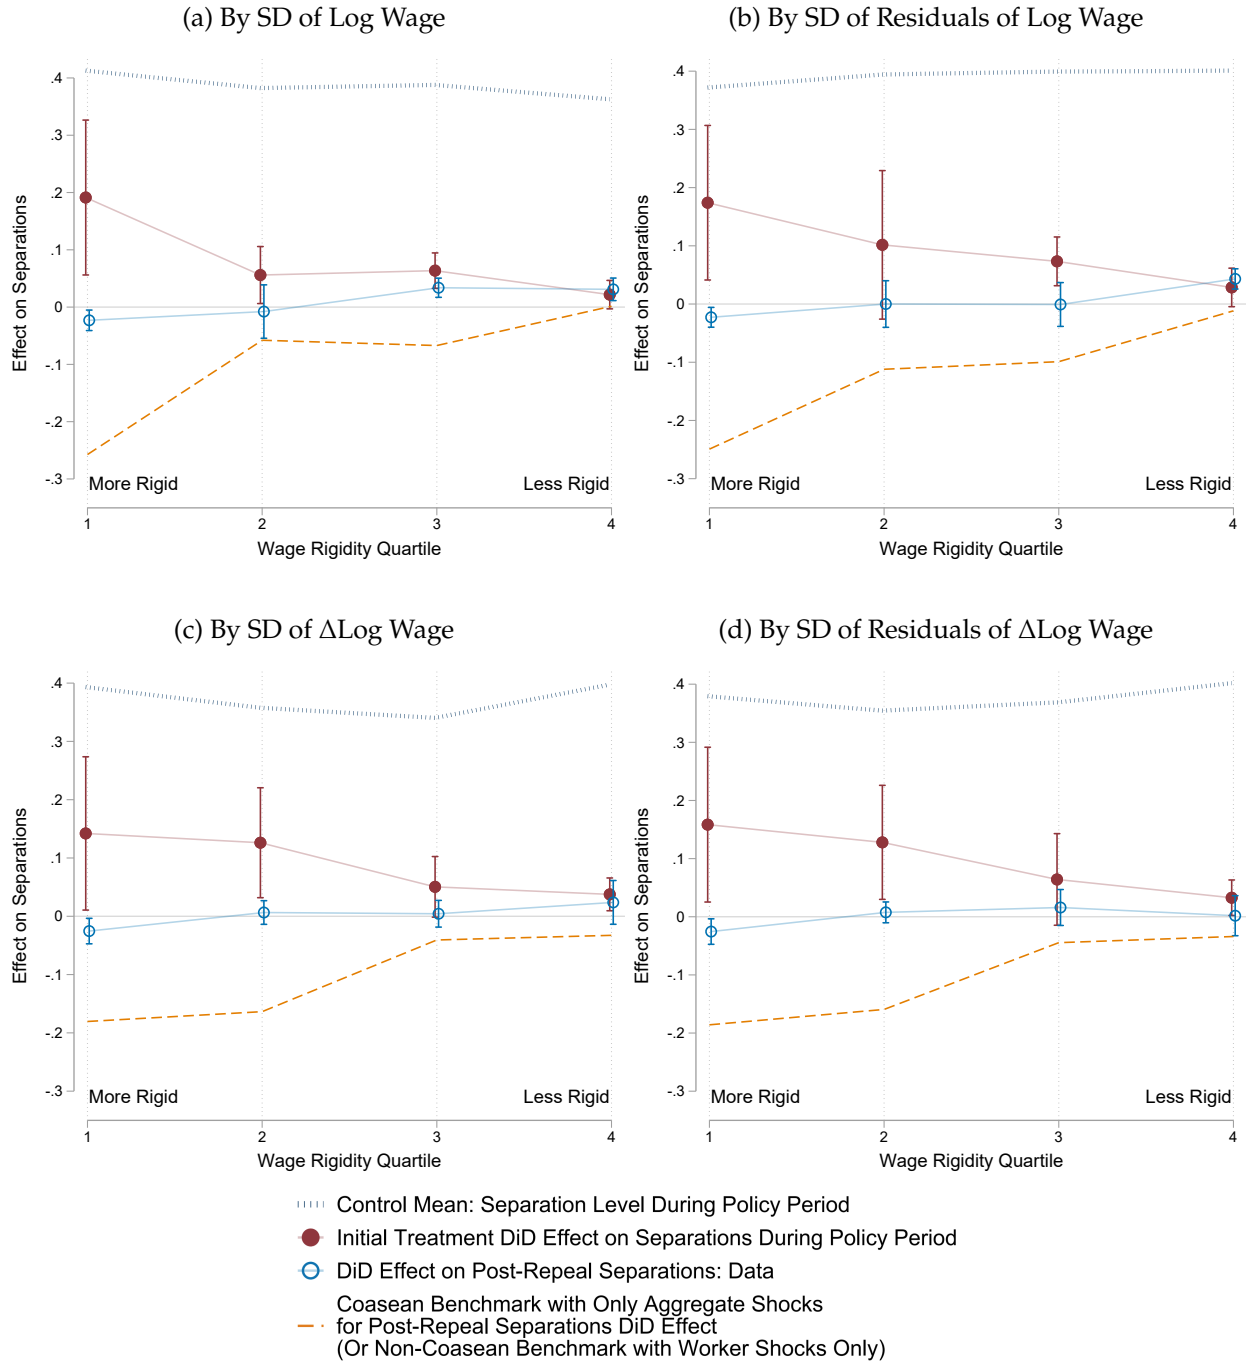 (a) By SD of Log Wage
.4
.3
.2
.1
0
-.1
-.2
-.3
Effect on Separations
More Rigid
Less Rigid
1
2
3
4
Wage Rigidity Quartile
(b) By SD of Residuals of Log Wage
.4
.3
.2
.1
0
-.1
-.2
-.3
Effect on Separations
More Rigid
Less Rigid
1
2
3
4
Wage Rigidity Quartile
(c) By SD of ΔLog Wage
.4
.3
.2
.1
0
-.1
-.2
-.3
Effect on Separations
More Rigid
Less Rigid
1
2
3
4
Wage Rigidity Quartile
(d) By SD of Residuals of ΔLog Wage
.4
.3
.2
.1
0
-.1
-.2
-.3
Effect on Separations
More Rigid
Less Rigid
1
2
3
4
Wage Rigidity Quartile
Control Mean: Separation Level During Policy Period
Initial Treatment DiD Effect on Separations During Policy Period
DiD Effect on Post-Repeal Separations: Data
Coasean Benchmark with Only Aggregate Shocks
for Post-Repeal Separations DiD Effect
(Or Non-Coasean Benchmark with Worker Shocks Only)